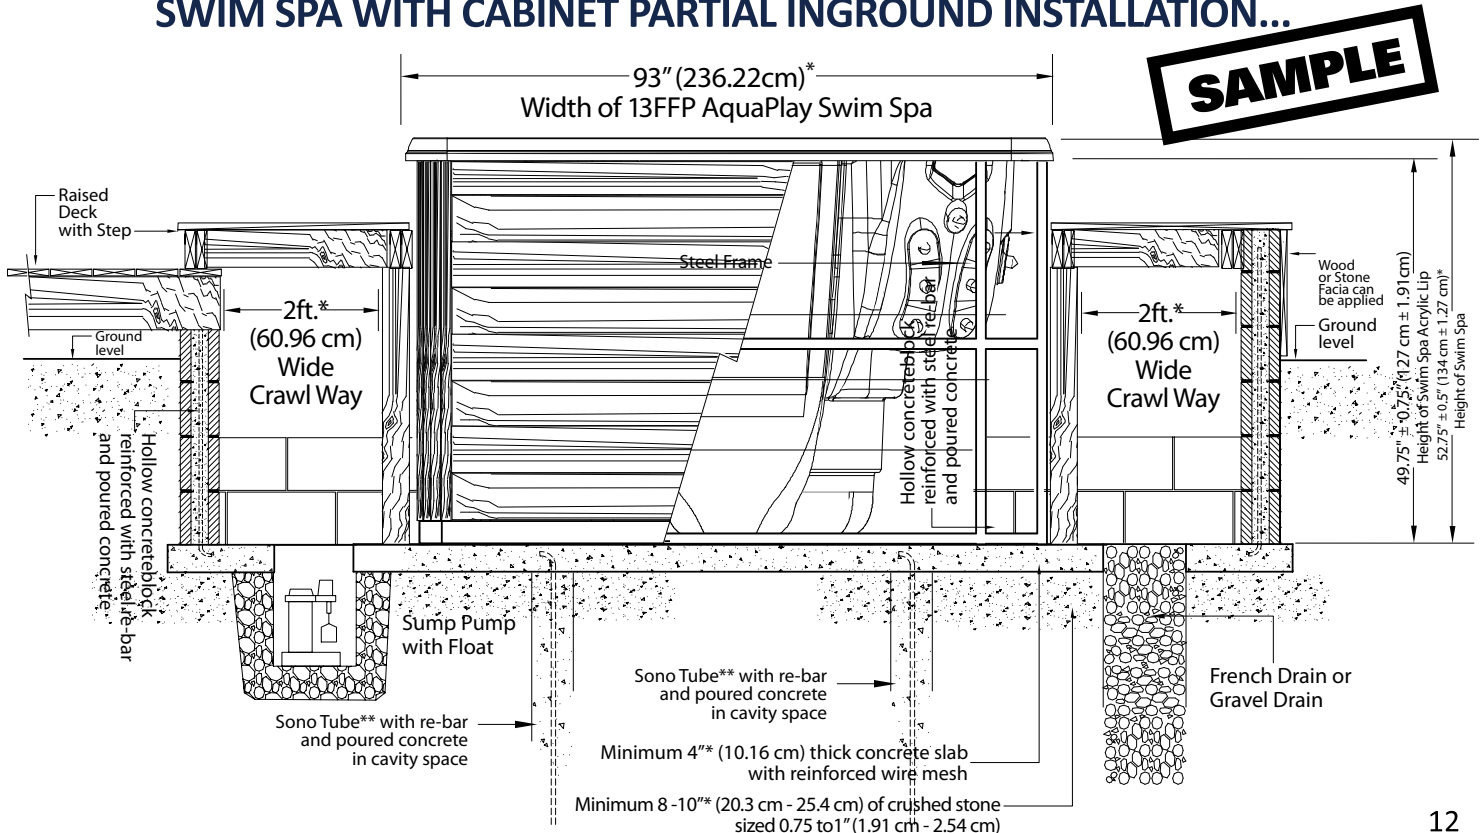 SWIM SPA WITH CABINET PARTIAL INGROUND INSTALLATION...
SAMPLE
93” (236.22cm)*
Width of 13FFP AquaPlay Swim Spa
Raised
Deck
with Step
Ground
level
2ft.*
(60.96 cm)
Wide
Crawl Way
Steel Frame
Hollow concreteblock
reinforced with steel re-bar
and poured concrete
2ft.*
(60.96 cm)
Wide
Crawl Way
Wood
or Stone
Facia can
be applied
Ground
level
49.75" ± 0.75" (127 cm ± 1.91cm)
Height of Swim Spa Acrylic Lip
52.75" ± 0.5" (134 cm ± 1.27 cm)*
Height of Swim Spa
Hollow concreteblock
reinforced with steel re-bar
and poured concrete
Sump Pump
with Float
Sono Tube** with re-bar
and poured concrete
in cavity space
Sono Tube** with re-bar
and poured concrete
in cavity space
French Drain or
Gravel Drain
Minimum 4”* (10.16 cm) thick concrete slab
with reinforced wire mesh
Minimum 8 -10”* (20.3 cm - 25.4 cm) of crushed stone
sized 0.75 to1” (1.91 cm - 2.54 cm)
12